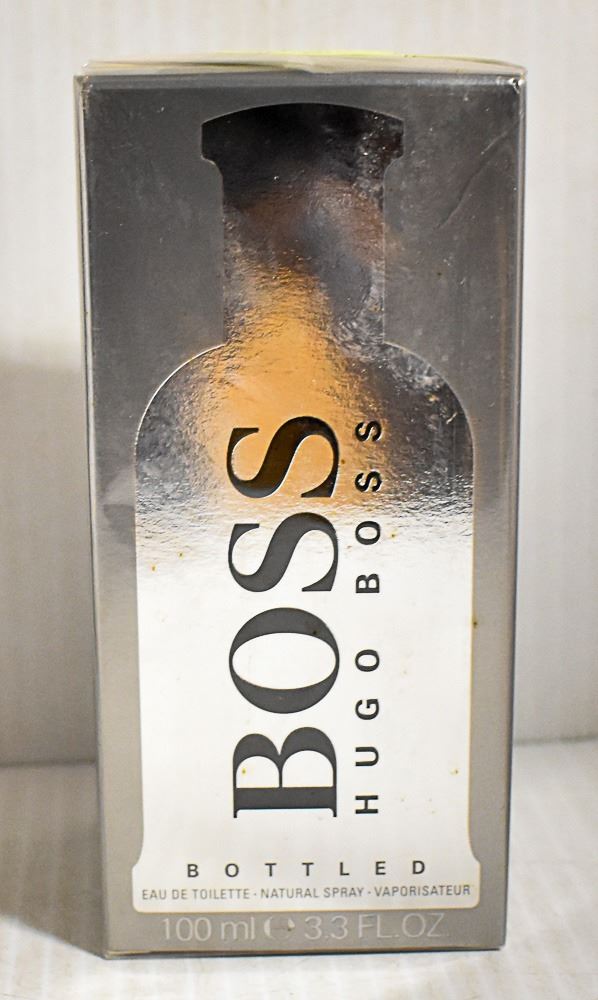 BOSS
HUGO BOSS
BOTTLED
EAU DE TOILETTE · NATURAL SPRAY · VAPORISATEUR
100 ml ℮ 3.3 FL.OZ.